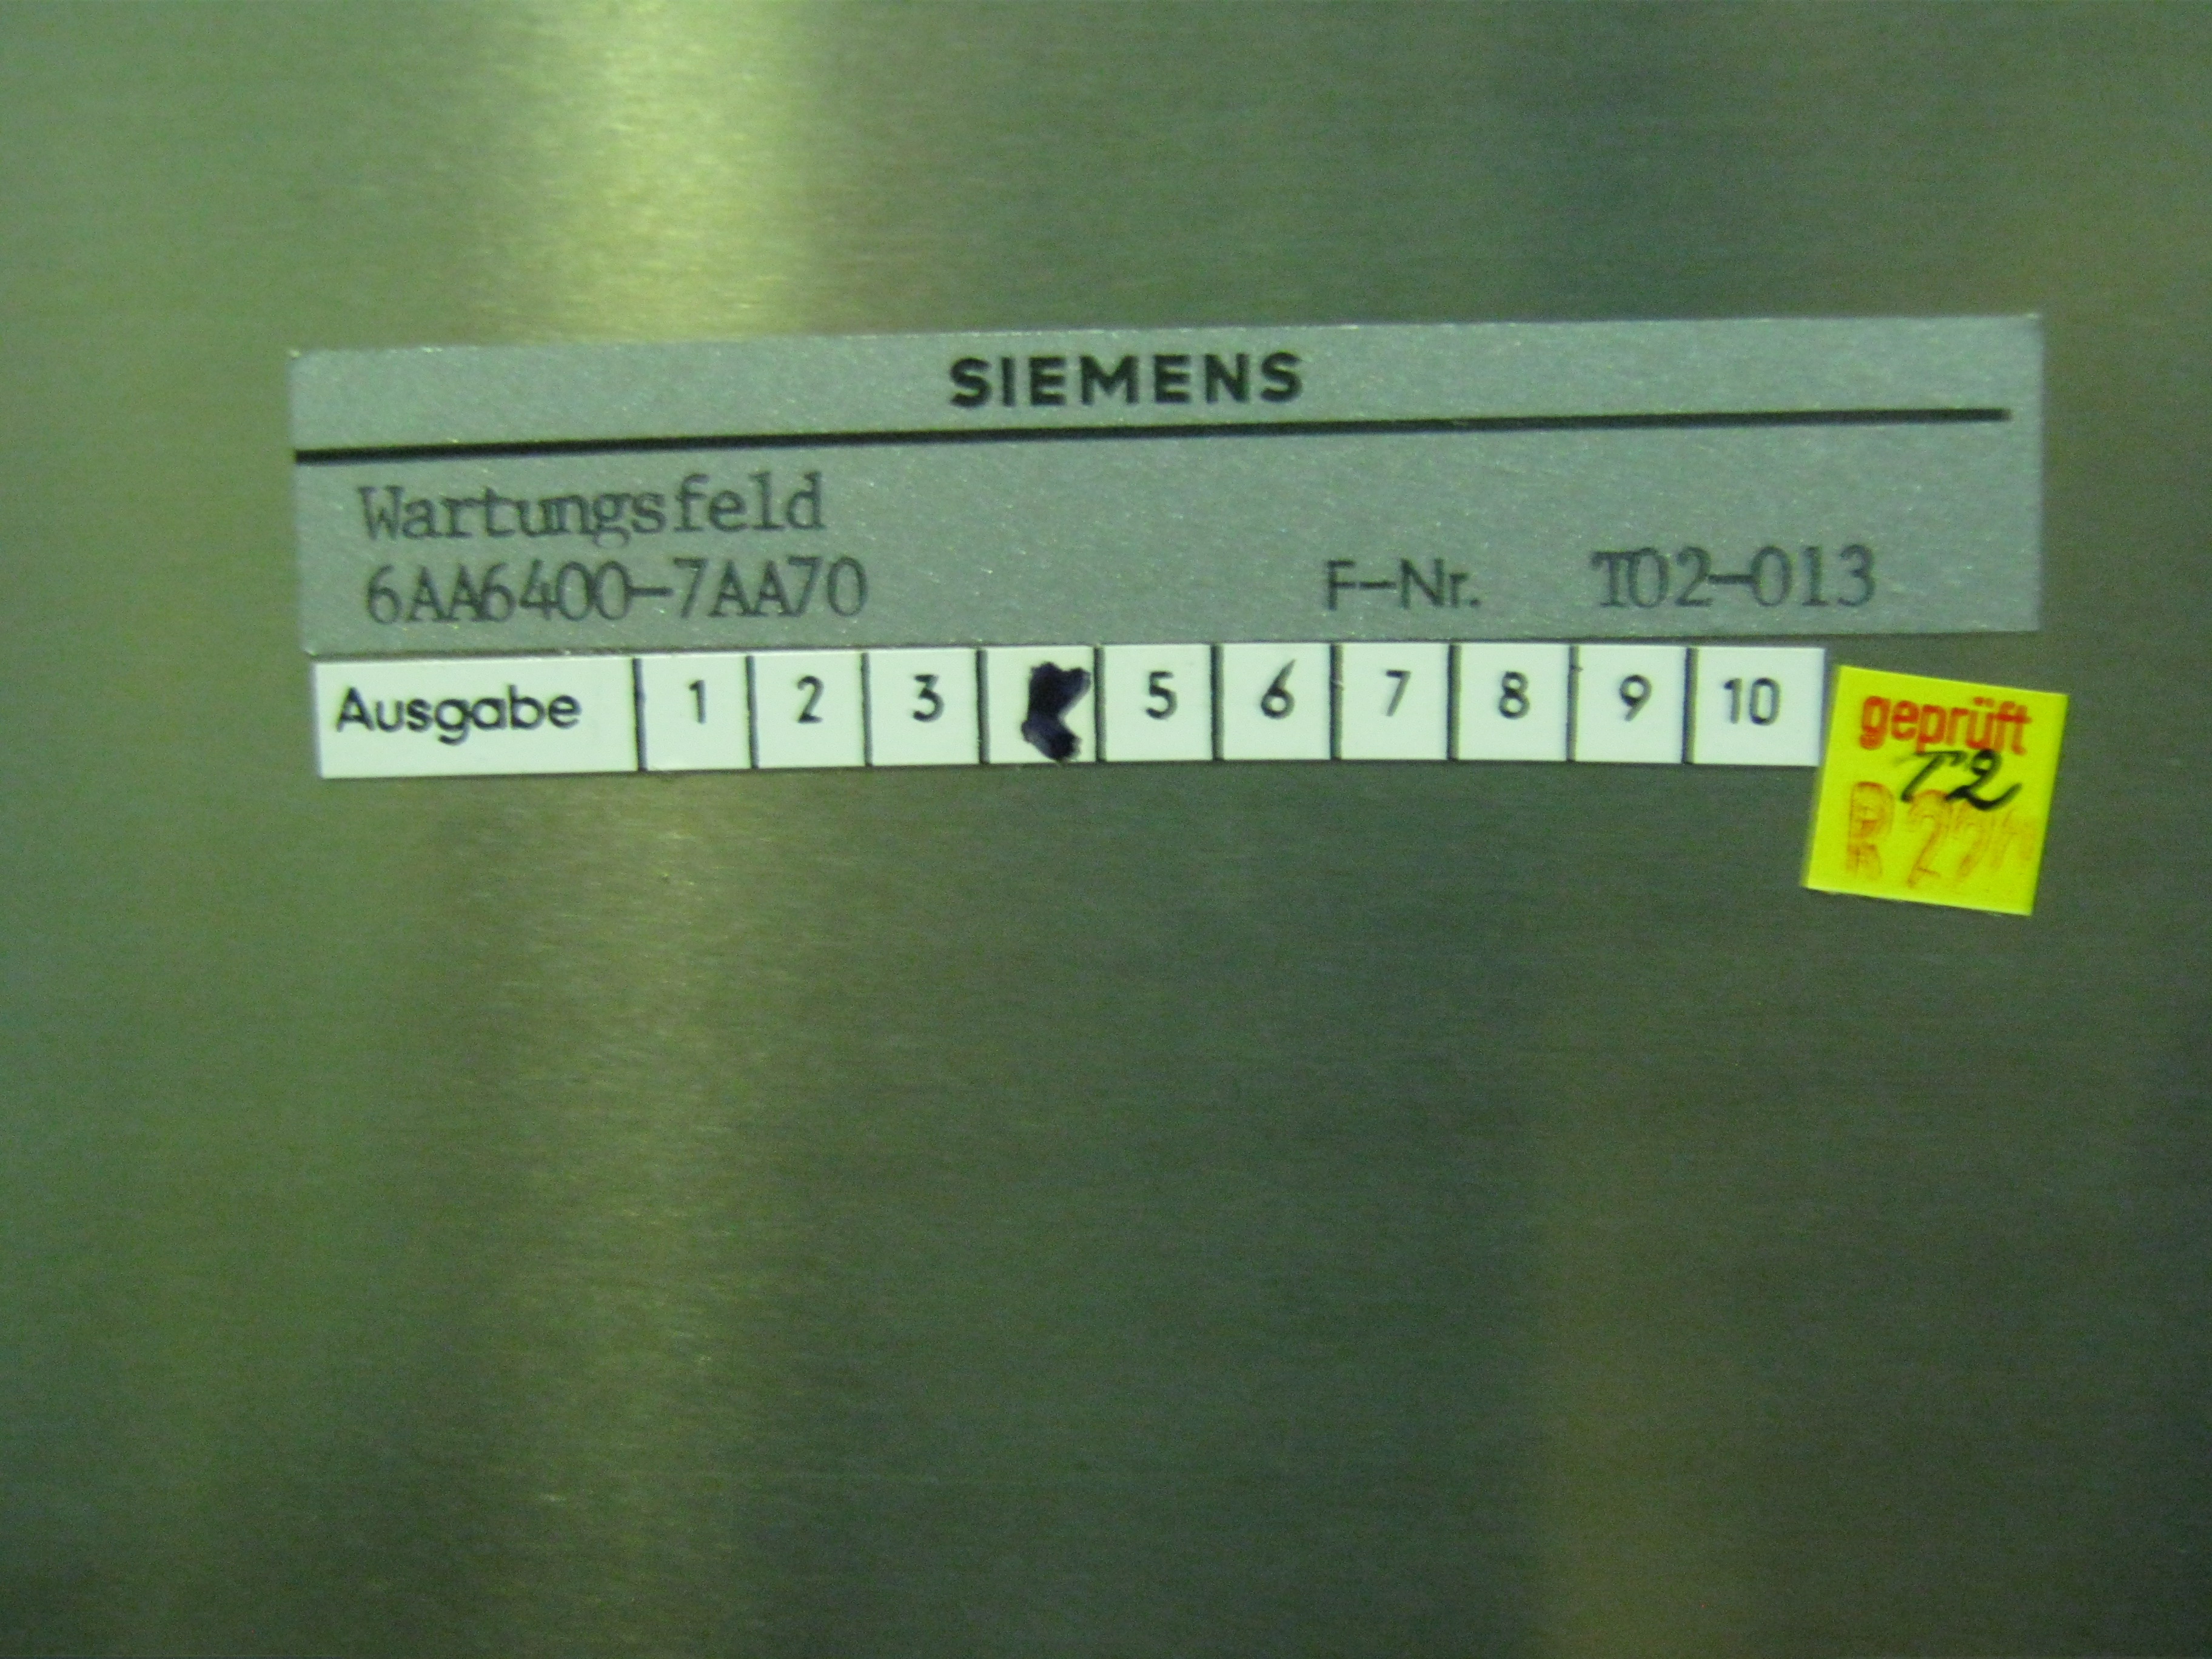 SIEMENS
Wartungsfeld
6AA6400-7AA70 F-Nr. T02-013
Ausgabe 1 2 3 5 6 7 8 9 10
geprüft
T2